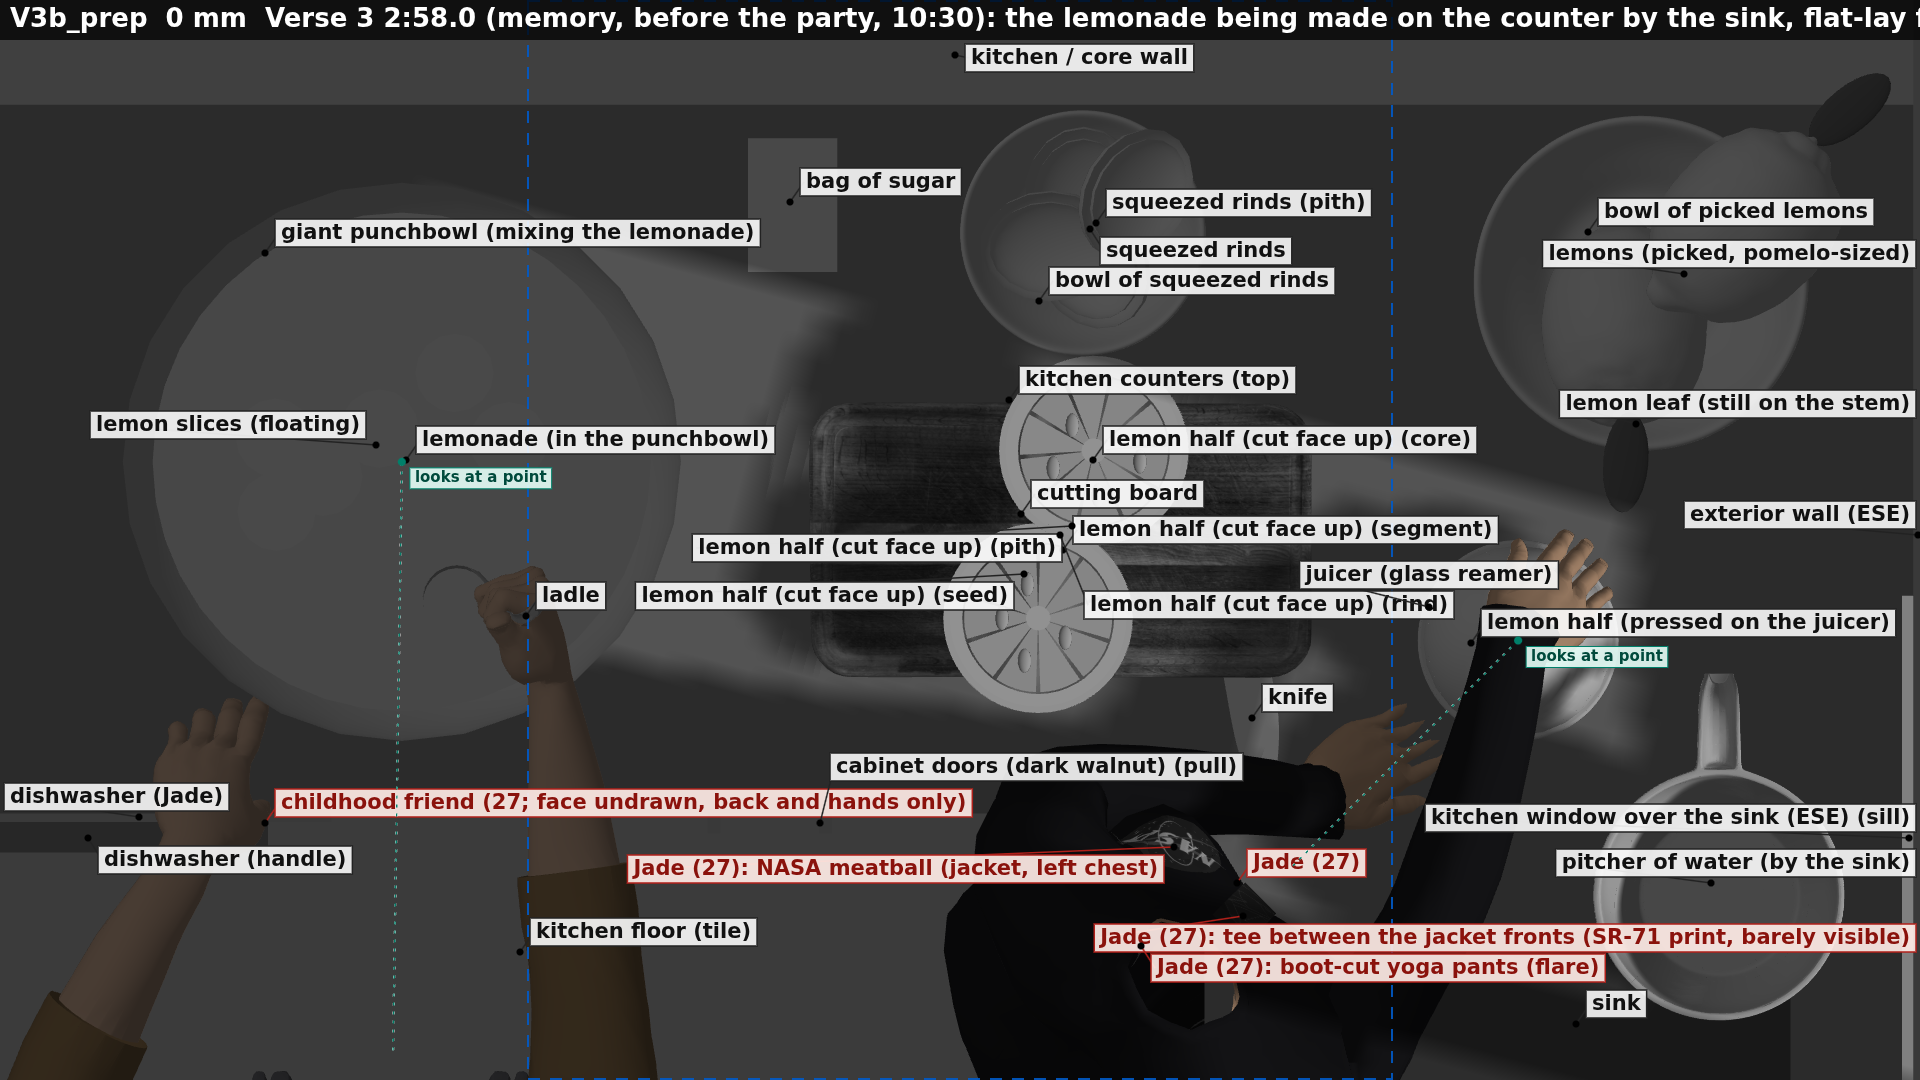 V3b_prep 0 mm Verse 3 2:58.0 (memory, before the party, 10:30): the lemonade being made on the counter by the sink, flat-lay
kitchen / core wall
bag of sugar
squeezed rinds (pith)
bowl of picked lemons
giant punchbowl (mixing the lemonade)
squeezed rinds
lemons (picked, pomelo-sized)
bowl of squeezed rinds
kitchen counters (top)
lemon leaf (still on the stem)
lemon slices (floating)
lemonade (in the punchbowl)
lemon half (cut face up) (core)
looks at a point
cutting board
exterior wall (ESE)
lemon half (cut face up) (segment)
lemon half (cut face up) (pith)
juicer (glass reamer)
ladle
lemon half (cut face up) (seed)
lemon half (cut face up) (rind)
lemon half (pressed on the juicer)
looks at a point
knife
cabinet doors (dark walnut) (pull)
dishwasher (Jade)
childhood friend (27; face undrawn, back and hands only)
kitchen window over the sink (ESE) (sill)
dishwasher (handle)
Jade (27): NASA meatball (jacket, left chest)
Jade (27)
pitcher of water (by the sink)
kitchen floor (tile)
Jade (27): tee between the jacket fronts (SR-71 print, barely visible)
Jade (27): boot-cut yoga pants (flare)
sink